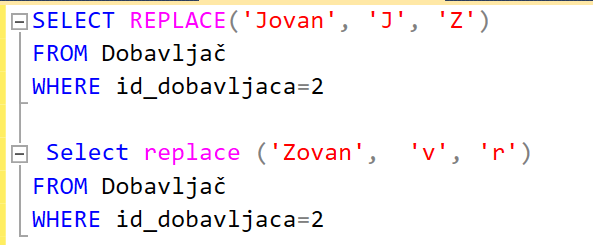 SELECT REPLACE('Jovan', 'J', 'Z')
FROM Dobavljač
WHERE id_dobavljaca=2
Select replace ('Zovan',  'v', 'r')
FROM Dobavljač
WHERE id_dobavljaca=2